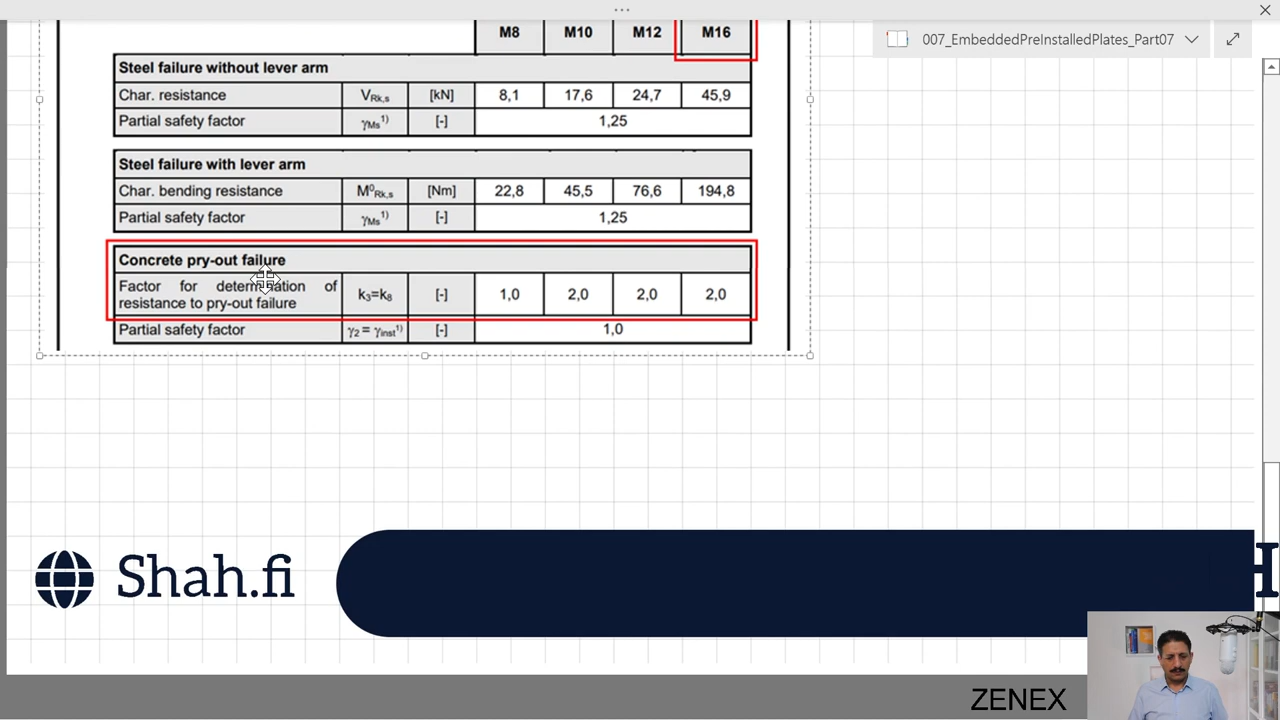 007_EmbeddedPreInstalledPlates_Part07
M8 M10 M12 M16
Steel failure without lever arm
Char. resistance VRk,s [kN] 8,1 17,6 24,7 45,9
Partial safety factor γMs1) [-] 1,25
Steel failure with lever arm
Char. bending resistance M0Rk,s [Nm] 22,8 45,5 76,6 194,8
Partial safety factor γMs1) [-] 1,25
Concrete pry-out failure
Factor for determination of
resistance to pry-out failure k3=k8 [-] 1,0 2,0 2,0 2,0
Partial safety factor γ2 = γinst1) [-] 1,0
Shah.fi
H
ZENEX